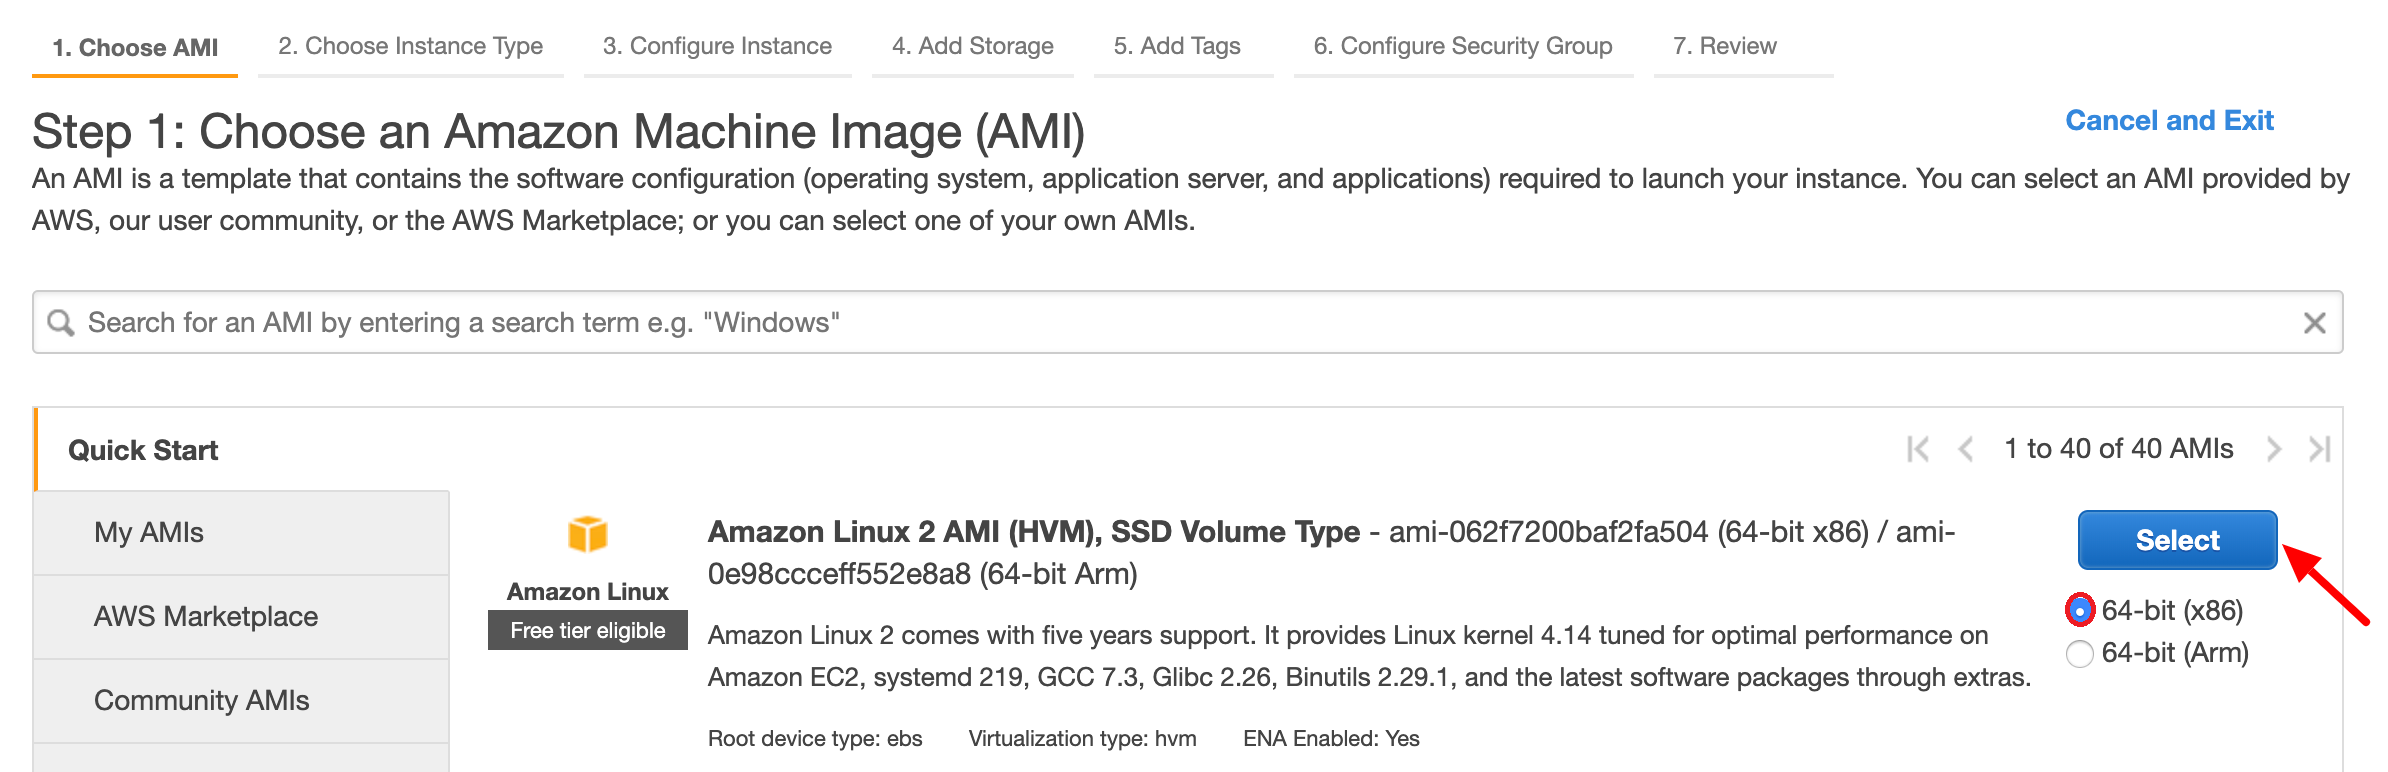 1. Choose AMI 2. Choose Instance Type 3. Configure Instance 4. Add Storage 5. Add Tags 6. Configure Security Group 7. Review
Step 1: Choose an Amazon Machine Image (AMI)
Cancel and Exit
An AMI is a template that contains the software configuration (operating system, application server, and applications) required to launch your instance. You can select an AMI provided by
AWS, our user community, or the AWS Marketplace; or you can select one of your own AMIs.
Search for an AMI by entering a search term e.g. "Windows"
Quick Start
1 to 40 of 40 AMIs
My AMIs
AWS Marketplace
Community AMIs
Amazon Linux
Free tier eligible
Amazon Linux 2 AMI (HVM), SSD Volume Type - ami-062f7200baf2fa504 (64-bit x86) / ami-
0e98ccceff552e8a8 (64-bit Arm)
Amazon Linux 2 comes with five years support. It provides Linux kernel 4.14 tuned for optimal performance on
Amazon EC2, systemd 219, GCC 7.3, Glibc 2.26, Binutils 2.29.1, and the latest software packages through extras.
Root device type: ebs Virtualization type: hvm ENA Enabled: Yes
Select
64-bit (x86)
64-bit (Arm)